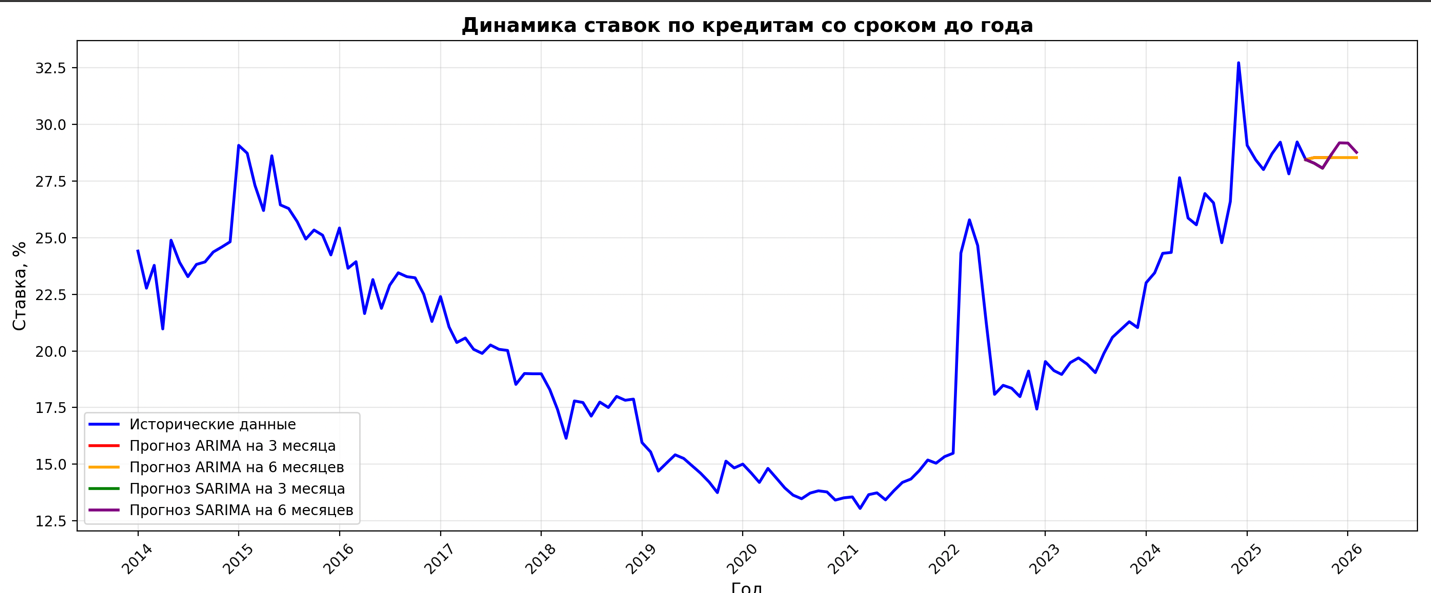 Динамика ставок по кредитам со сроком до года
Ставка, %
32.5
30.0
27.5
25.0
22.5
20.0
17.5
15.0
12.5
Исторические данные
Прогноз ARIMA на 3 месяца
Прогноз ARIMA на 6 месяцев
Прогноз SARIMA на 3 месяца
Прогноз SARIMA на 6 месяцев
2014
2015
2016
2017
2018
2019
2020
2021
2022
2023
2024
2025
2026
Год